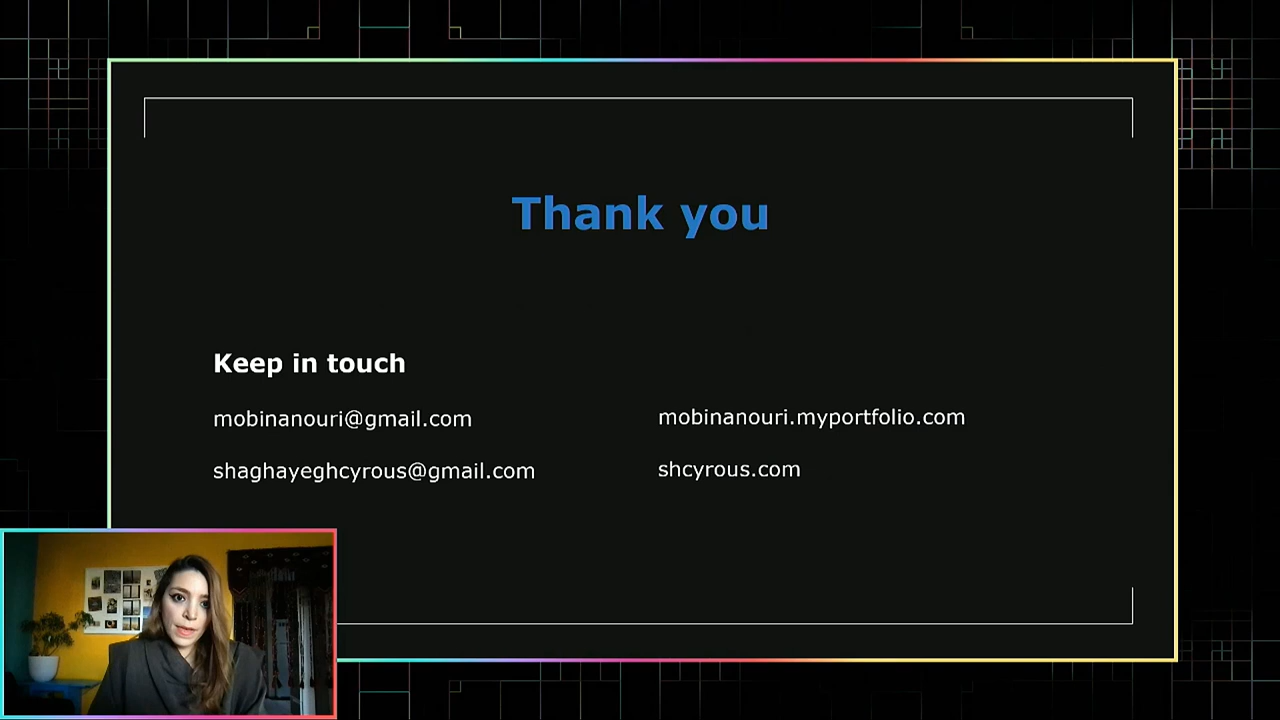 Thank you
Keep in touch
mobinanouri@gmail.com
mobinanouri.myportfolio.com
shaghayeghcyrous@gmail.com
shcyrous.com